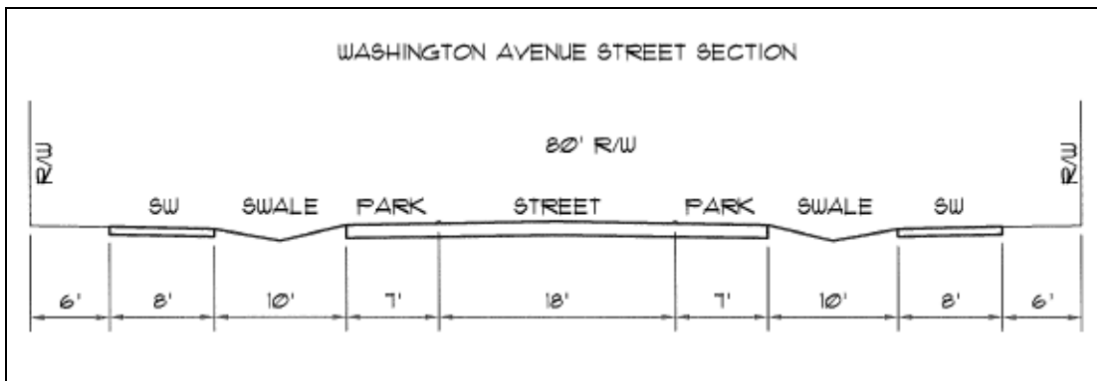 WASHINGTON AVENUE STREET SECTION
80' R/W
R/W
R/W
SW SWALE PARK STREET PARK SWALE SW
6' 8' 10' 7' 18' 7' 10' 8' 6'